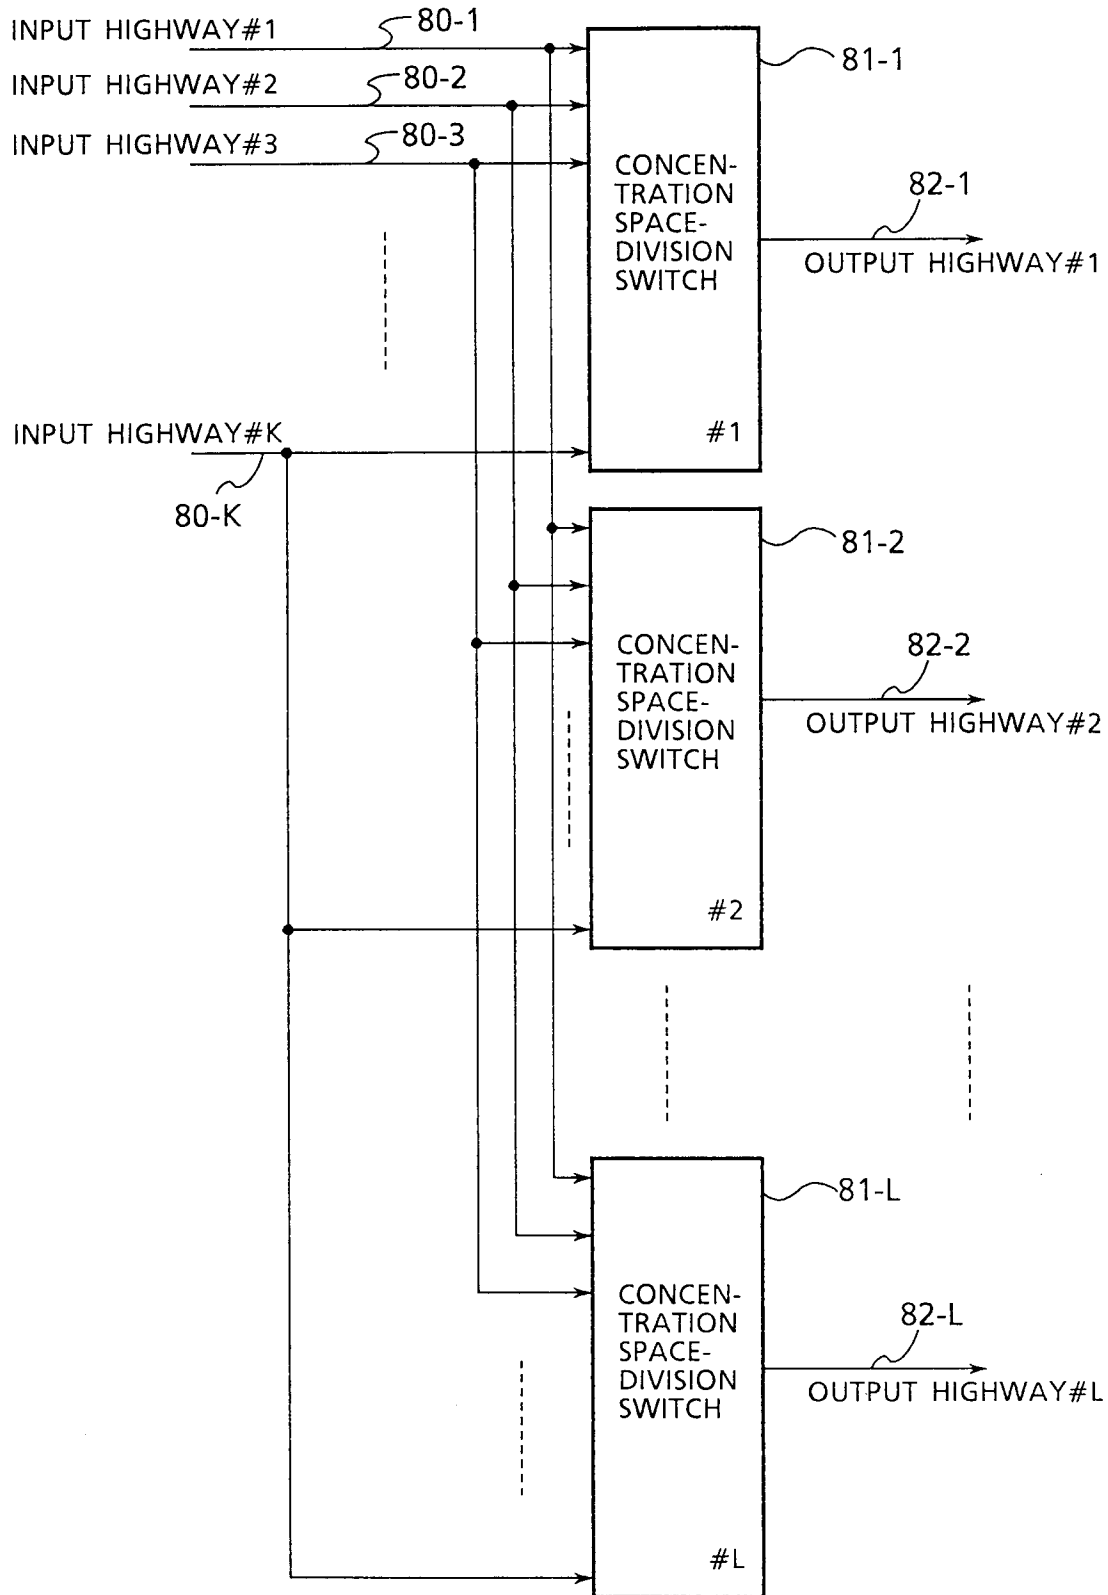 INPUT HIGHWAY#1
80-1
81-1
INPUT HIGHWAY#2
80-2
INPUT HIGHWAY#3
80-3
CONCEN-
TRATION
SPACE-
DIVISION
SWITCH
82-1
OUTPUT HIGHWAY#1
INPUT HIGHWAY#K
#1
80-K
81-2
CONCEN-
TRATION
SPACE-
DIVISION
SWITCH
82-2
OUTPUT HIGHWAY#2
#2
81-L
CONCEN-
TRATION
SPACE-
DIVISION
SWITCH
82-L
OUTPUT HIGHWAY#L
#L